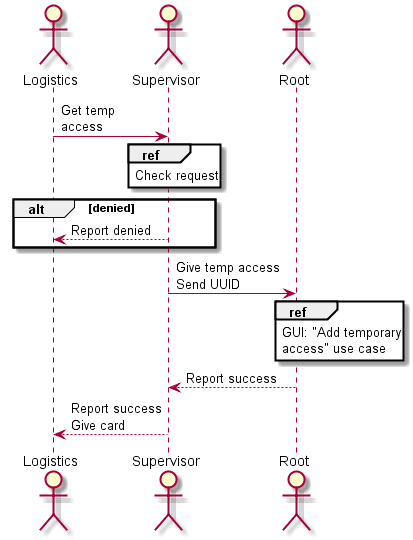 Logistics
Supervisor
Root
Get temp
access
ref
Check request
alt
[denied]
Report denied
Give temp access
Send UUID
ref
GUI: "Add temporary
access" use case
Report success
Report success
Give card
Logistics
Supervisor
Root